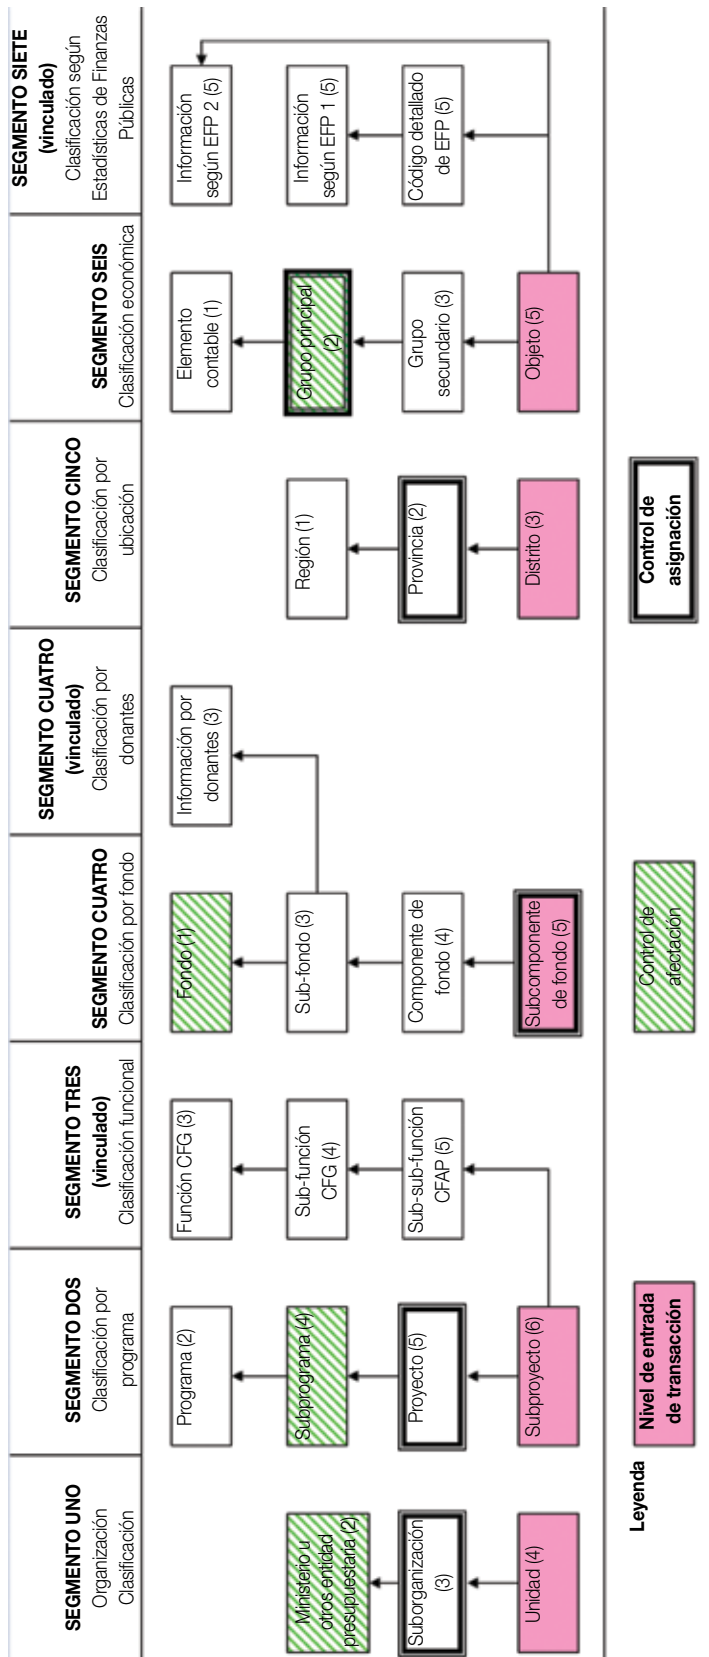 SEGMENTO UNO
Organización
Clasificación
Ministerio u
otros entidad
presupuestaria (2)
Suborganización
(3)
Unidad (4)
SEGMENTO DOS
Clasificación por
programa
Programa (2)
Subprograma (4)
Proyecto (5)
Subproyecto (6)
SEGMENTO TRES
(vinculado)
Clasificación funcional
Función CFG (3)
Sub-función
CFG (4)
Sub-sub-función
CFAP (5)
SEGMENTO CUATRO
Clasificación por fondo
Fondo (1)
Sub-fondo (3)
Componente de
fondo (4)
Subcomponente
de fondo (5)
SEGMENTO CUATRO
(vinculado)
Clasificación por
donantes
Información por
donantes (3)
SEGMENTO CINCO
Clasificación por
ubicación
Región (1)
Provincia (2)
Distrito (3)
SEGMENTO SEIS
Clasificación económica
Elemento
contable (1)
Grupo principal
(2)
Grupo
secundario (3)
Objeto (5)
SEGMENTO SIETE
(vinculado)
Clasificación según
Estadísticas de Finanzas
Públicas
Información
según EFP 2 (5)
Información
según EFP 1 (5)
Código detallado
de EFP (5)
Leyenda
Nivel de entrada
de transacción
Control de
afectación
Control de
asignación